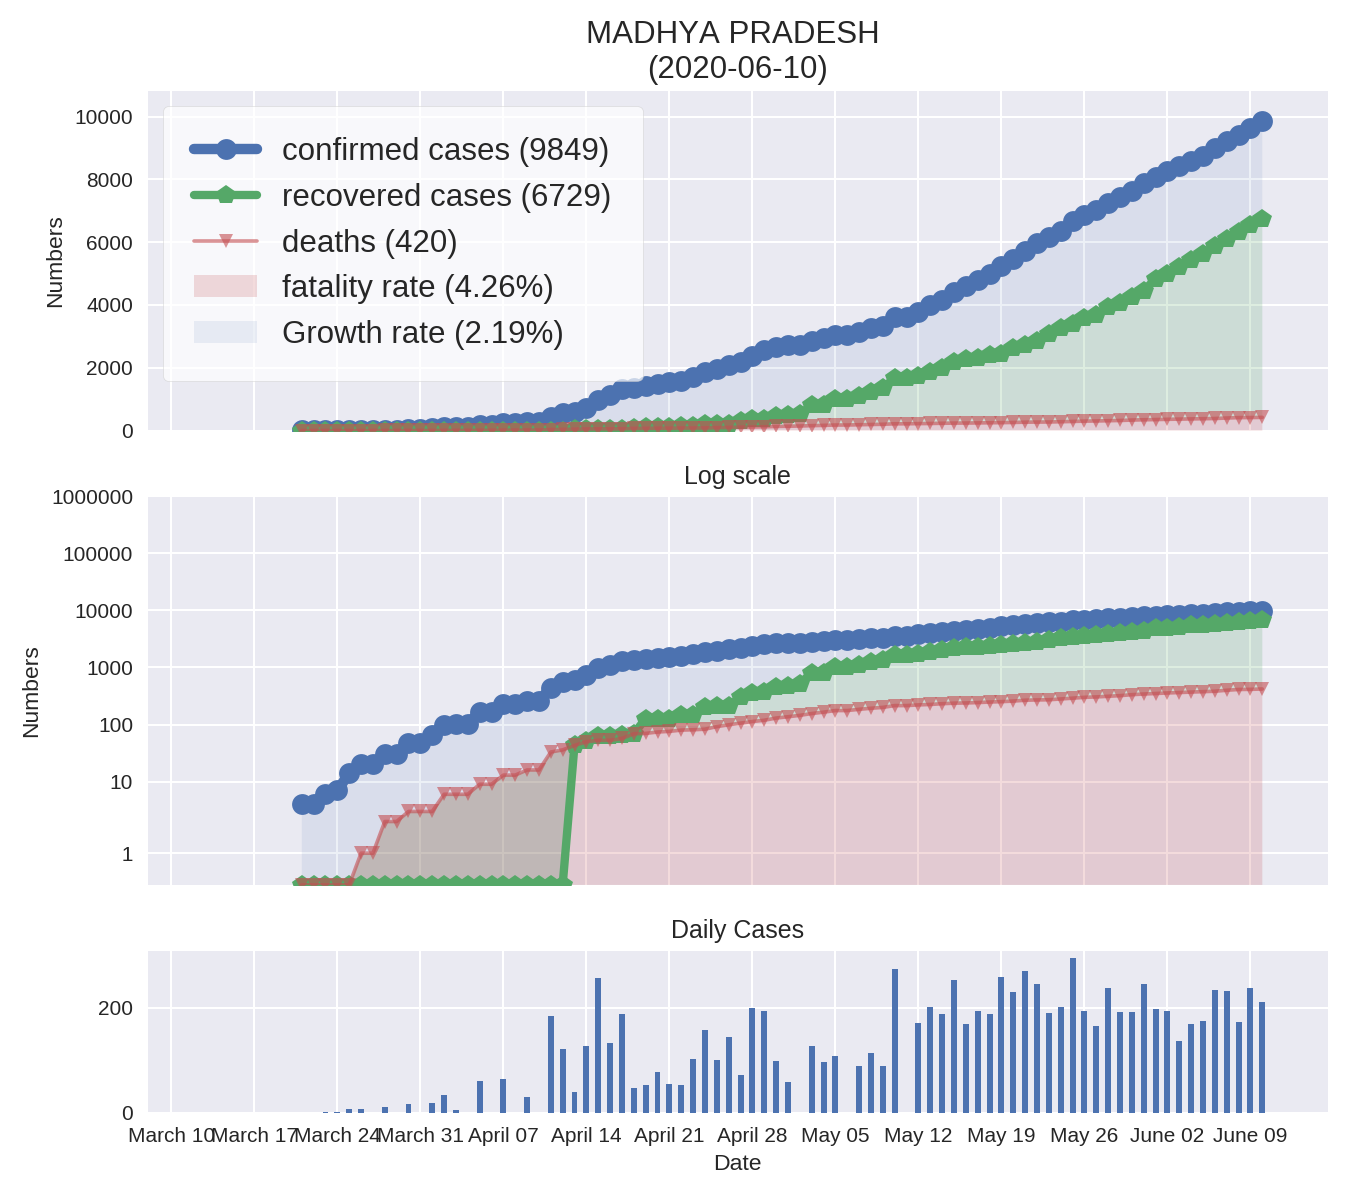 MADHYA PRADESH
(2020-06-10)
10000
8000
6000
4000
2000
0
Numbers
confirmed cases (9849)
recovered cases (6729)
deaths (420)
fatality rate (4.26%)
Growth rate (2.19%)
Log scale
1000000
100000
10000
1000
100
10
1
Numbers
Daily Cases
200
0
March 10 March 17 March 24 March 31 April 07 April 14 April 21 April 28 May 05 May 12 May 19 May 26 June 02 June 09
Date